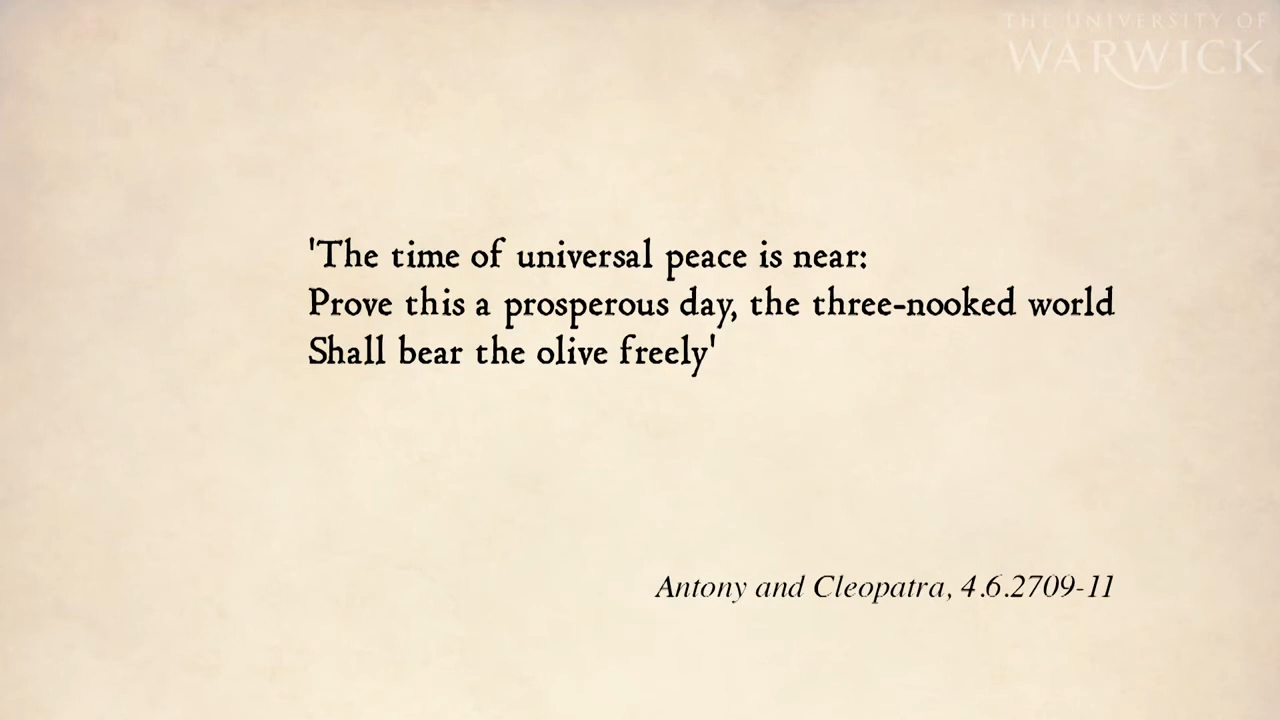 THE UNIVERSITY OF
WARWICK
'The time of universal peace is near:
Prove this a prosperous day, the three-nooked world
Shall bear the olive freely'
Antony and Cleopatra, 4.6.2709-11